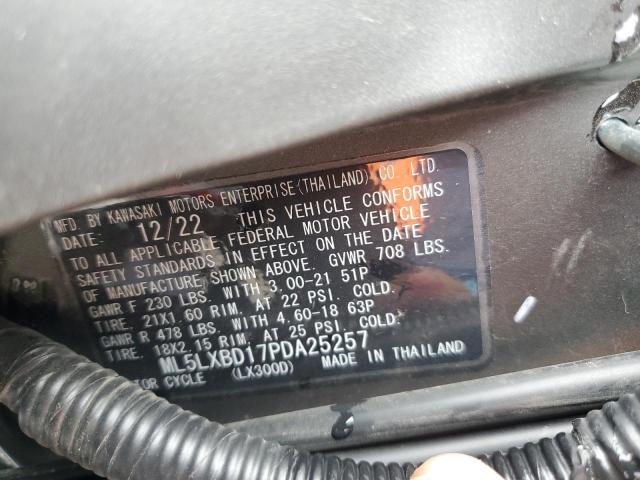 MFD. BY KAWASAKI MOTORS ENTERPRISE(THAILAND) CO. LTD.
DATE: 12/22 THIS VEHICLE CONFORMS
TO ALL APPLICABLE FEDERAL MOTOR VEHICLE
SAFETY STANDARDS IN EFFECT ON THE DATE
OF MANUFACTURE SHOWN ABOVE. GVWR 708 LBS.
GAWR F 230 LBS. WITH 3.00-21 51P
TIRE. 21X1.60 RIM. AT 22 PSI. COLD.
GAWR R 478 LBS. WITH 4.60-18 63P
TIRE. 18X2.15 RIM. AT 25 PSI. COLD.
ML5LXBD17PDA25257
CYCLE (LX300D) MADE IN THAILAND